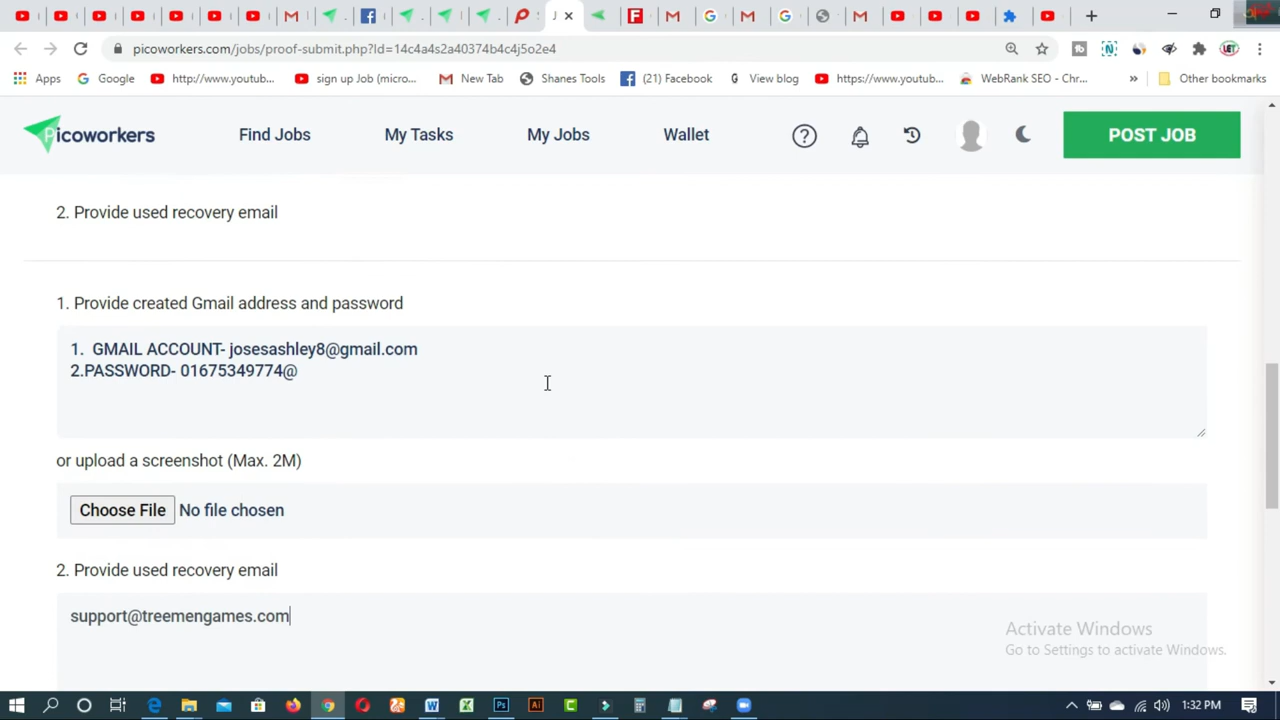 picoworkers.com/jobs/proof-submit.php?Id=14c4a4s2a40374b4c4j5o2e4
Apps Google http://www.youtub... sign up Job (micro... New Tab Shanes Tools (21) Facebook View blog https://www.youtub... WebRank SEO - Chr... » Other bookmarks
Picoworkers Find Jobs My Tasks My Jobs Wallet POST JOB
2. Provide used recovery email
1. Provide created Gmail address and password
1. GMAIL ACCOUNT- josesashley8@gmail.com
2.PASSWORD- 01675349774@
or upload a screenshot (Max. 2M)
Choose File No file chosen
2. Provide used recovery email
support@treemengames.com
Activate Windows
Go to Settings to activate Windows.
1:32 PM